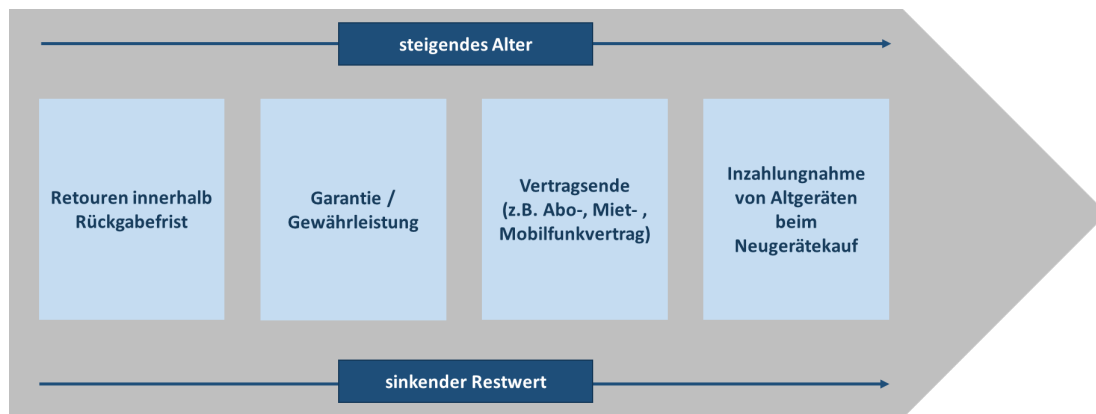 steigendes Alter
Retouren innerhalb
Rückgabefrist
Garantie /
Gewährleistung
Vertragsende
(z.B. Abo-, Miet- ,
Mobilfunkvertrag)
Inzahlungnahme
von Altgeräten
beim
Neugerätekauf
sinkender Restwert